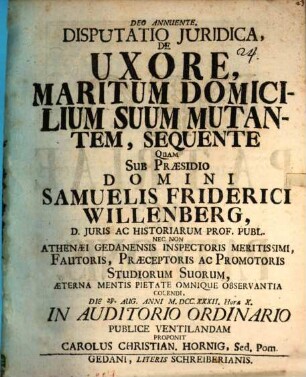 DEO ANNUENTE,
DISPUTATIO JURIDICA,
DE
24.
UXORE,
MARITUM DOMICI-
LIUM SUUM MUTAN-
TEM, SEQUENTE
QUAM
SUB PRÆSIDIO
DOMINI
SAMUELIS FRIDERICI
WILLENBERG,
D. JURIS AC HISTORIARUM PROF. PUBL.
NEC NON
ATHENÆI GEDANENSIS INSPECTORIS MERITISSIMI,
FAUTORIS, PRÆCEPTORIS AC PROMOTORIS
STUDIORUM SUORUM,
ÆTERNA MENTIS PIETATE OMNIQUE OBSERVANTIA
COLENDI,
DIE AUG. ANNI M.DCC.XXXII, Hora X.
IN AUDITORIO ORDINARIO
PUBLICE VENTILANDAM
PROPONIT
CAROLUS CHRISTIAN. HORNIG, Sed. Pom.
GEDANI, LITERIS SCHREIBERIANIS.